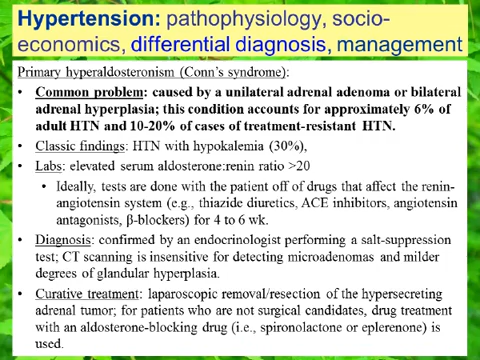 Hypertension: pathophysiology, socio-
economics, differential diagnosis, management
Primary hyperaldosteronism (Conn's syndrome):
• Common problem: caused by a unilateral adrenal adenoma or bilateral
adrenal hyperplasia; this condition accounts for approximately 6% of
adult HTN and 10-20% of cases of treatment-resistant HTN.
• Classic findings: HTN with hypokalemia (30%),
• Labs: elevated serum aldosterone:renin ratio >20
• Ideally, tests are done with the patient off of drugs that affect the renin-
angiotensin system (e.g., thiazide diuretics, ACE inhibitors, angiotensin
antagonists, β-blockers) for 4 to 6 wk.
• Diagnosis: confirmed by an endocrinologist performing a salt-suppression
test; CT scanning is insensitive for detecting microadenomas and milder
degrees of glandular hyperplasia.
• Curative treatment: laparoscopic removal/resection of the hypersecreting
adrenal tumor; for patients who are not surgical candidates, drug treatment
with an aldosterone-blocking drug (i.e., spironolactone or eplerenone) is
used.